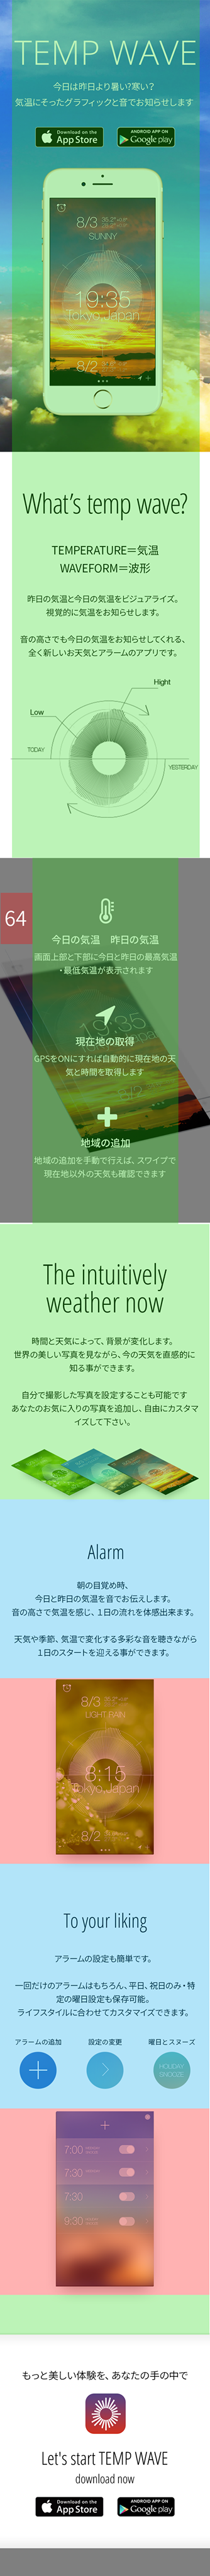 TEMP WAVE
今日は昨日より暑い?寒い?
気温にそったグラフィックと音でお知らせします
Download on the
App Store
ANDROID APP ON
Google play
8/3
SUNNY
19:35
Tokyo,Japan
8/2
What's temp wave?
TEMPERATURE＝気温
WAVEFORM＝波形
昨日の気温と今日の気温をビジュアライズ。
視覚的に気温をお知らせします。
音の高さでも今日の気温をお知らせしてくれる、
全く新しいお天気とアラームのアプリです。
Hight
Low
TODAY
YESTERDAY
64
今日の気温　昨日の気温
画面上部と下部に今日と昨日の最高気温
・最低気温が表示されます
現在地の取得
GPSをONにすれば自動的に現在地の天
気と時間を取得します
地域の追加
地域の追加を手動で行えば、スワイプで
現在地以外の天気も確認できます
The intuitively
weather now
時間と天気によって、背景が変化します。
世界の美しい写真を見ながら、今の天気を直感的に
知る事ができます。
自分で撮影した写真を設定することも可能です
あなたのお気に入りの写真を追加し、自由にカスタマ
イズして下さい。
Alarm
朝の目覚め時、
今日と昨日の気温を音でお伝えします。
音の高さで気温を感じ、1日の流れを体感出来ます。
天気や季節、気温で変化する多彩な音を聴きながら
1日のスタートを迎える事ができます。
8/3
LIGHT RAIN
8:15
Tokyo,Japan
8/2
To your liking
アラームの設定も簡単です。
一回だけのアラームはもちろん、平日、祝日のみ・特
定の曜日設定も保存可能。
ライフスタイルに合わせてカスタマイズできます。
アラームの追加
設定の変更
曜日とスヌーズ
HOLIDAY
SNOOZE
7:00
7:30
7:30
9:30
もっと美しい体験を、あなたの手の中で
Let's start TEMP WAVE
download now
Download on the
App Store
ANDROID APP ON
Google play